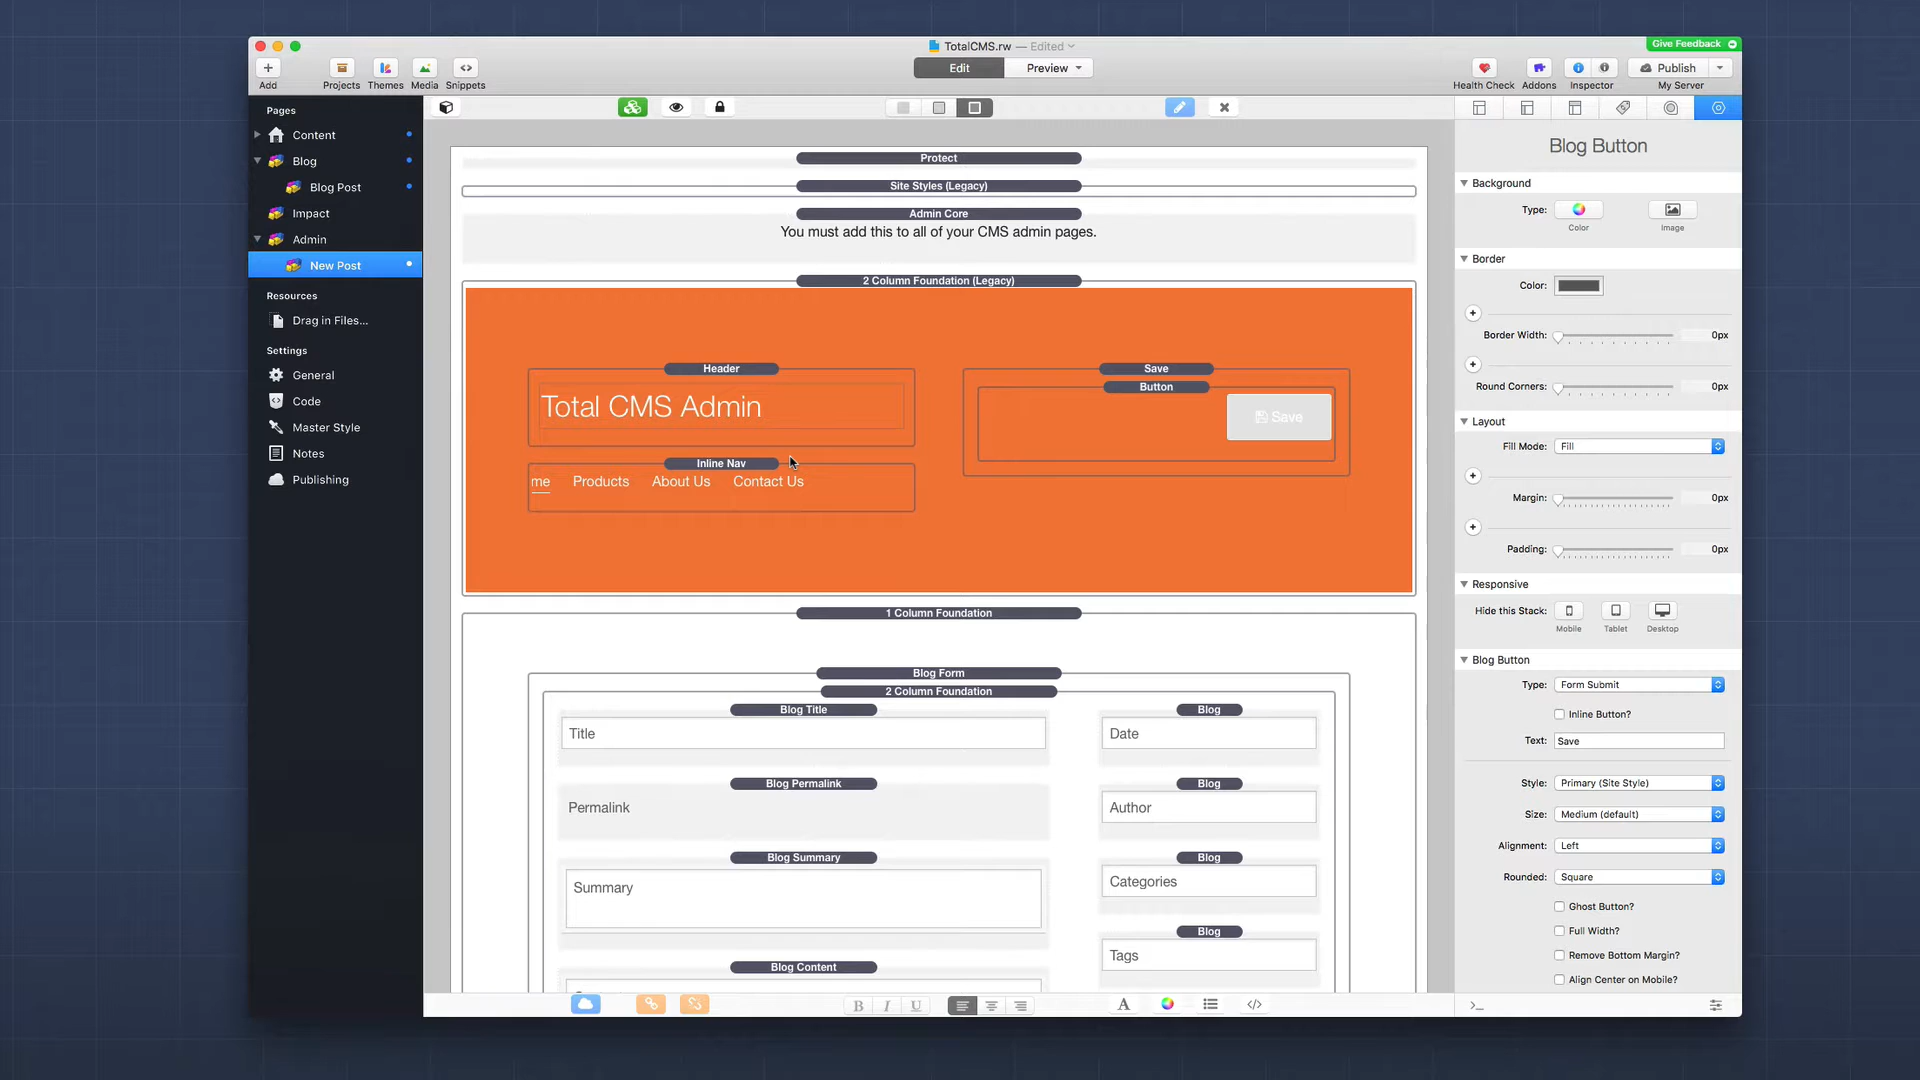 TotalCMS.rw — Edited
Give Feedback
Add
Projects
Themes
Media
Snippets
Edit
Preview
Health Check
Addons
Inspector
Publish
My Server
Pages
Content
Blog
Blog Post
Impact
Admin
New Post
Resources
Drag in Files...
Settings
General
Code
Master Style
Notes
Publishing
Protect
Site Styles (Legacy)
Admin Core
You must add this to all of your CMS admin pages.
2 Column Foundation (Legacy)
Header
Total CMS Admin
Inline Nav
me Products About Us Contact Us
Save
Button
Save
1 Column Foundation
Blog Form
2 Column Foundation
Blog Title
Title
Blog Permalink
Permalink
Blog Summary
Summary
Blog Content
Blog
Date
Blog
Author
Blog
Categories
Blog
Tags
B I U
A
Blog Button
Background
Type:
Color
Image
Border
Color:
Border Width: 0px
Round Corners: 0px
Layout
Fill Mode: Fill
Margin: 0px
Padding: 0px
Responsive
Hide this Stack:
Mobile
Tablet
Desktop
Blog Button
Type: Form Submit
Inline Button?
Text: Save
Style: Primary (Site Style)
Size: Medium (default)
Alignment: Left
Rounded: Square
Ghost Button?
Full Width?
Remove Bottom Margin?
Align Center on Mobile?